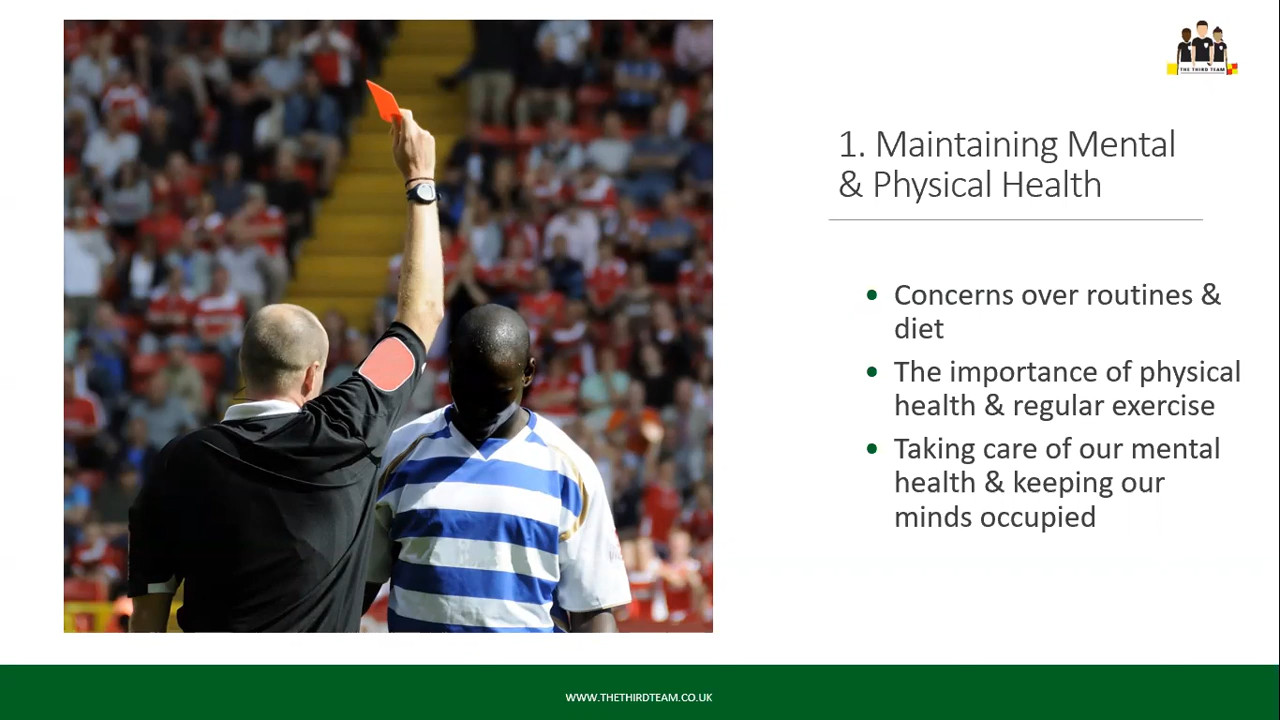 THE THIRD TEAM
1. Maintaining Mental
& Physical Health
• Concerns over routines &
diet
• The importance of physical
health & regular exercise
• Taking care of our mental
health & keeping our
minds occupied
WWW.THETHIRDTEAM.CO.UK